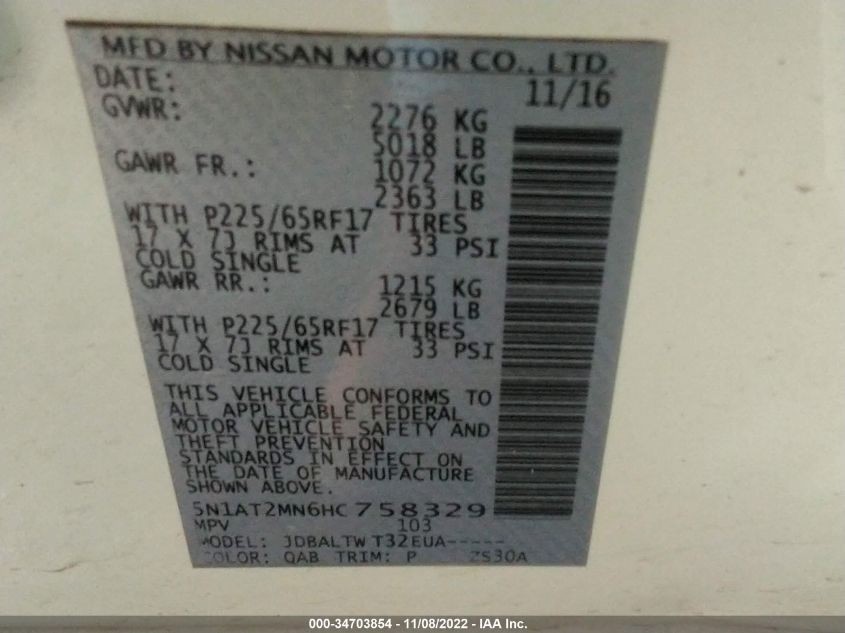 MFD BY NISSAN MOTOR CO., LTD.
DATE: 11/16
GVWR: 2276 KG
5018 LB
GAWR FR.: 1072 KG
2363 LB
WITH P225/65RF17 TIRES
17 X 7J RIMS AT 33 PSI
COLD SINGLE
GAWR RR.: 1215 KG
2679 LB
WITH P225/65RF17 TIRES
17 X 7J RIMS AT 33 PSI
COLD SINGLE
THIS VEHICLE CONFORMS TO
ALL APPLICABLE FEDERAL
MOTOR VEHICLE SAFETY AND
THEFT PREVENTION
STANDARDS IN EFFECT ON
THE DATE OF MANUFACTURE
SHOWN ABOVE.
5N1AT2MN6HC758329
MPV 103
MODEL: JDBALTW T32EUA-----
COLOR: QAB TRIM: P ZS30A
000-34703854 - 11/08/2022 - IAA Inc.